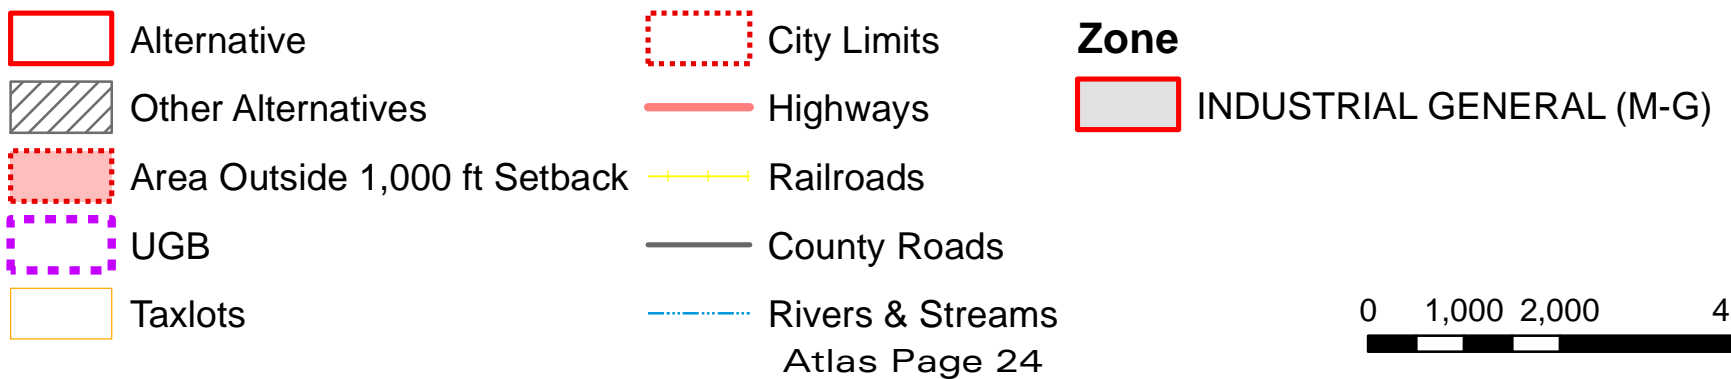 Alternative
Other Alternatives
Area Outside 1,000 ft Setback
UGB
Taxlots
City Limits
Highways
Railroads
County Roads
Rivers & Streams
Zone
INDUSTRIAL GENERAL (M-G)
0 1,000 2,000 4
Atlas Page 24